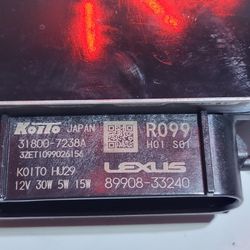 KOITO JAPAN
31800-7238A
3ZET1099026156
KOITO HU29
12V 30W 5W 15W
R099
H01 S01
LEXUS
89908-33240